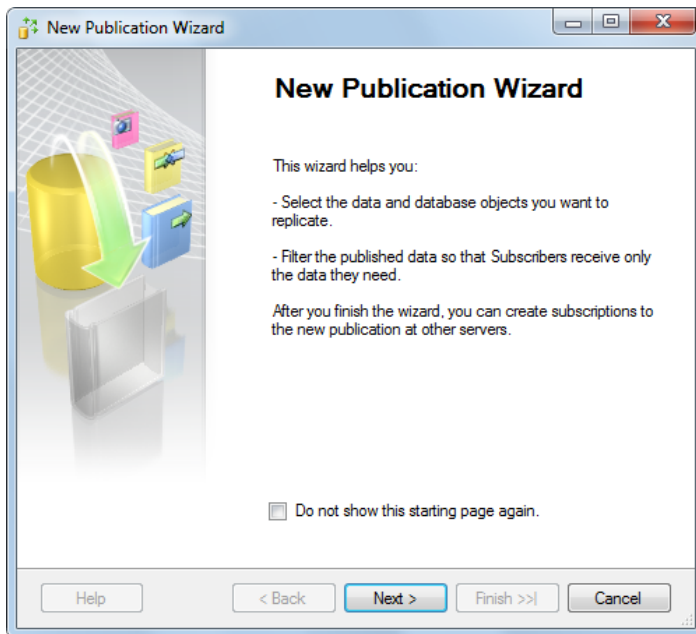 New Publication Wizard
New Publication Wizard
This wizard helps you:
- Select the data and database objects you want to
replicate.
- Filter the published data so that Subscribers receive only
the data they need.
After you finish the wizard, you can create subscriptions to
the new publication at other servers.
Do not show this starting page again.
Help
< Back
Next >
Finish >>|
Cancel